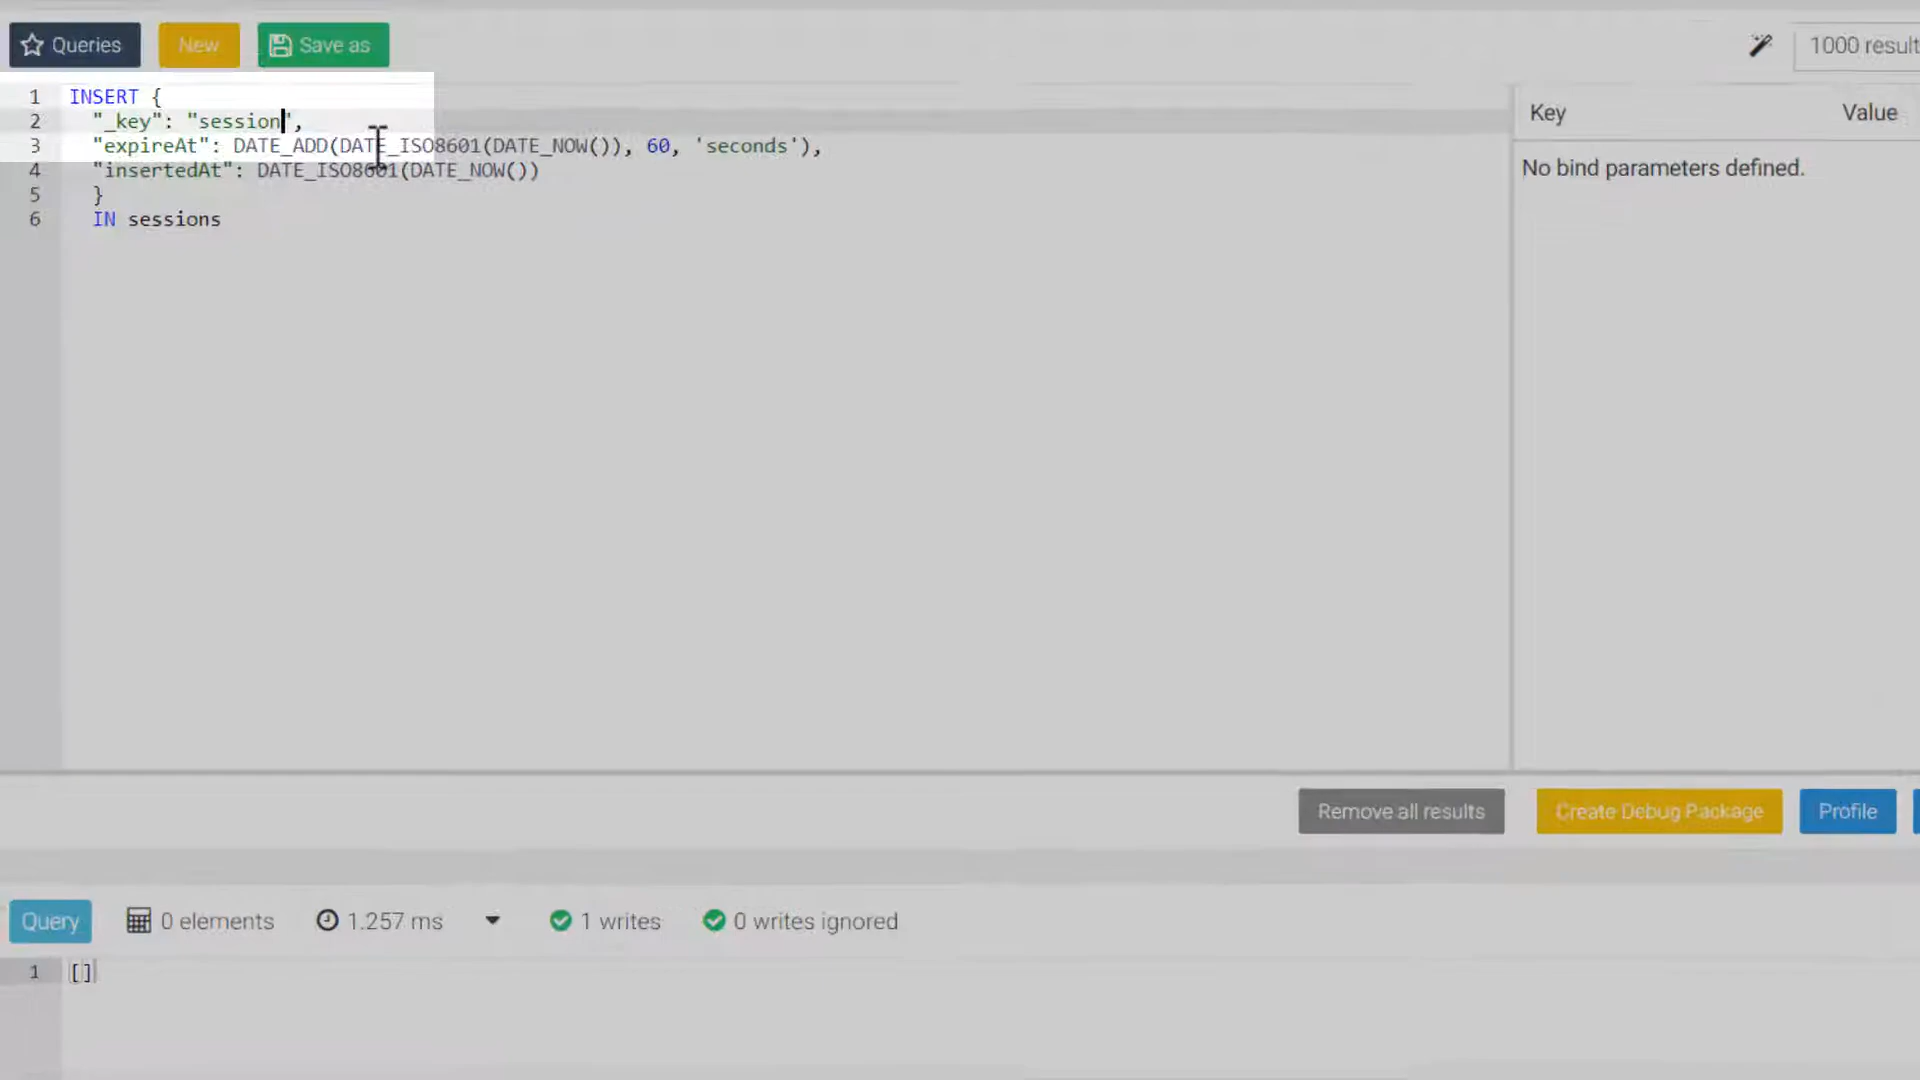 Queries New Save as 1000 result
1 INSERT {
2 "_key": "session",
3 "expireAt": DATE_ADD(DATE_ISO8601(DATE_NOW()), 60, 'seconds'),
4 "insertedAt": DATE_ISO8601(DATE_NOW())
5 }
6 IN sessions
Key Value
No bind parameters defined.
Remove all results Create Debug Package Profile
Query 0 elements 1.257 ms 1 writes 0 writes ignored
1 []